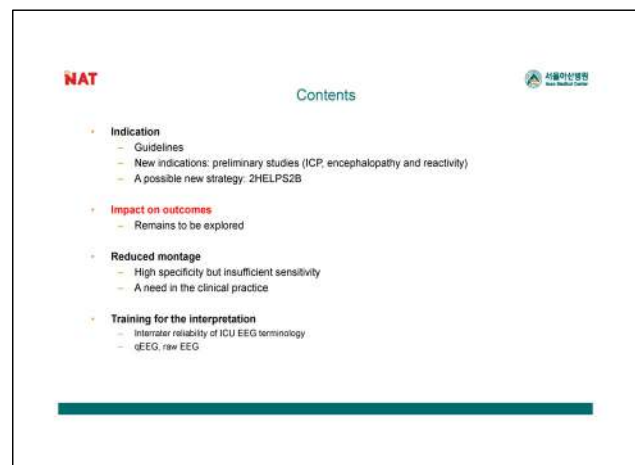 NAT
서울아산병원
Asan Medical Center
Contents
• Indication
– Guidelines
– New indications: preliminary studies (ICP, encephalopathy and reactivity)
– A possible new strategy: 2HELPS2B
• Impact on outcomes
– Remains to be explored
• Reduced montage
– High specificity but insufficient sensitivity
– A need in the clinical practice
• Training for the interpretation
– Interrater reliability of ICU EEG terminology
– qEEG, raw EEG